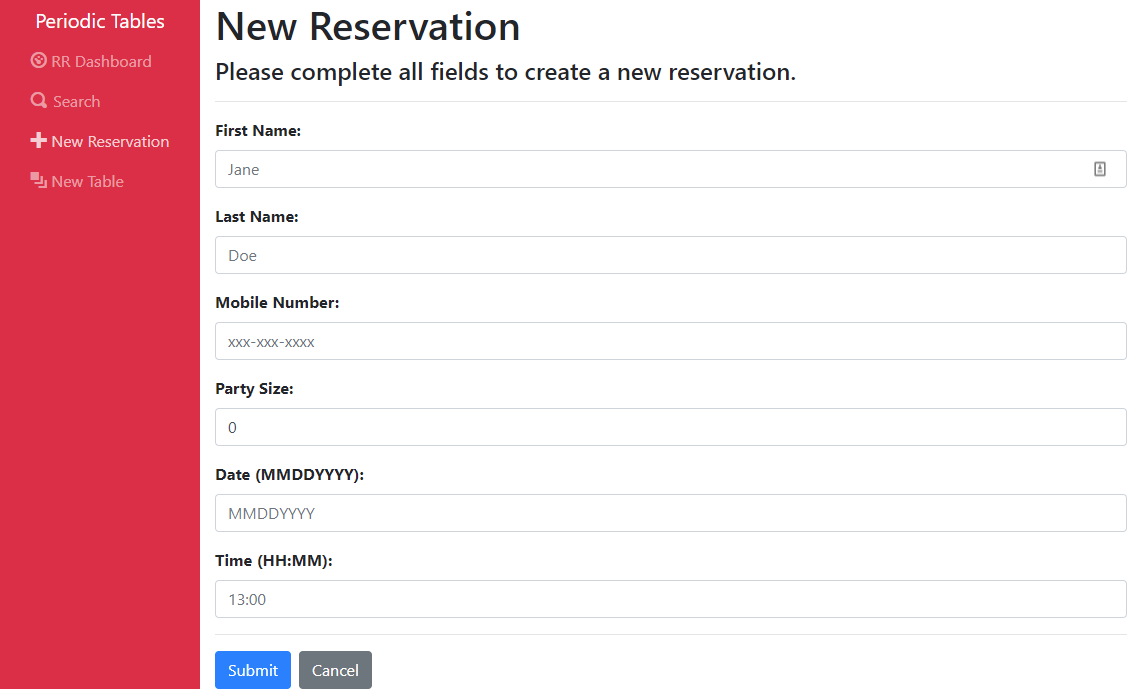 Periodic Tables
RR Dashboard
Search
New Reservation
New Table
New Reservation
Please complete all fields to create a new reservation.
First Name:
Jane
Last Name:
Doe
Mobile Number:
xxx-xxx-xxxx
Party Size:
0
Date (MMDDYYYY):
MMDDYYYY
Time (HH:MM):
13:00
Submit Cancel